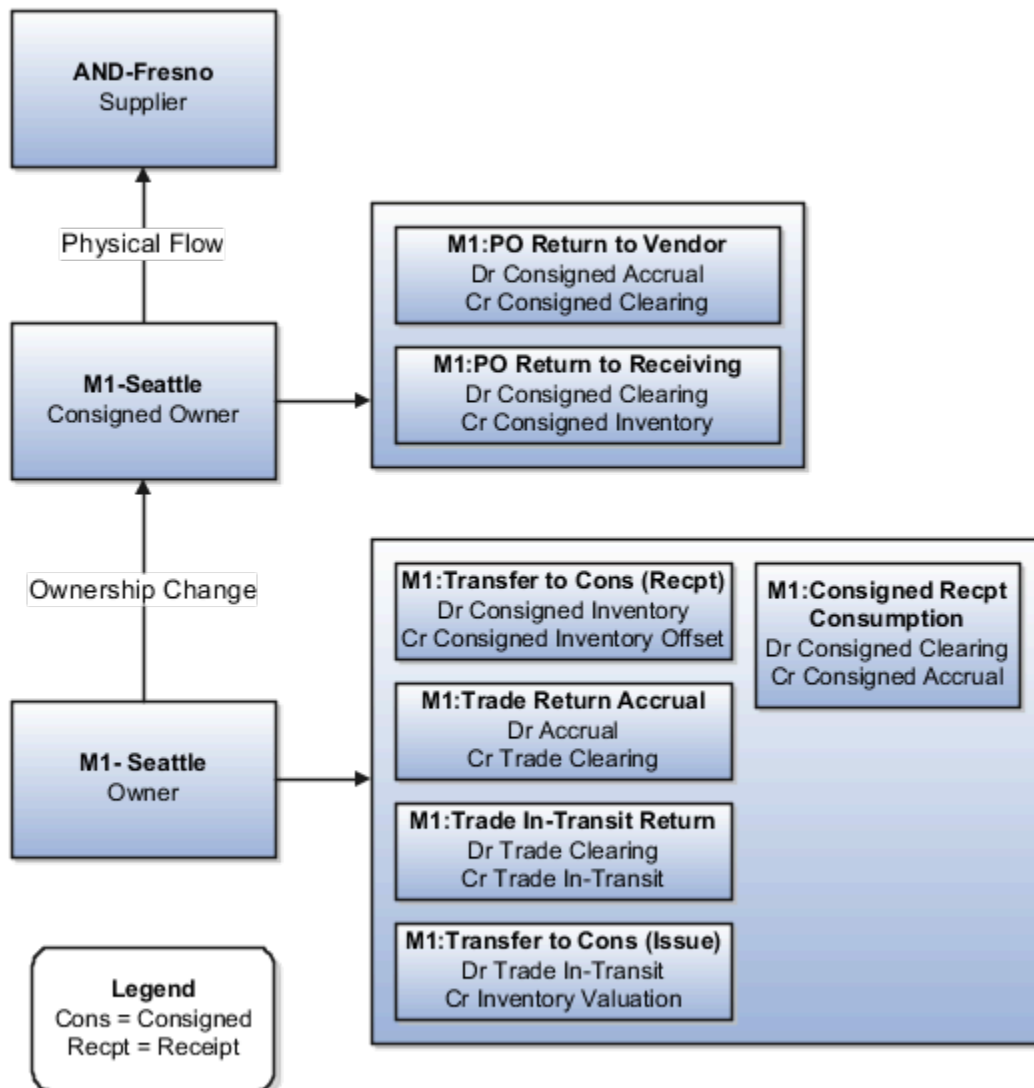 AND-Fresno
Supplier
Physical Flow
M1-Seattle
Consigned Owner
M1:PO Return to Vendor
Dr Consigned Accrual
Cr Consigned Clearing
M1:PO Return to Receiving
Dr Consigned Clearing
Cr Consigned Inventory
Ownership Change
M1- Seattle
Owner
M1:Transfer to Cons (Recpt)
Dr Consigned Inventory
Cr Consigned Inventory Offset
M1:Consigned Recpt
Consumption
Dr Consigned Clearing
Cr Consigned Accrual
M1:Trade Return Accrual
Dr Accrual
Cr Trade Clearing
M1:Trade In-Transit Return
Dr Trade Clearing
Cr Trade In-Transit
M1:Transfer to Cons (Issue)
Dr Trade In-Transit
Cr Inventory Valuation
Legend
Cons = Consigned
Recpt = Receipt